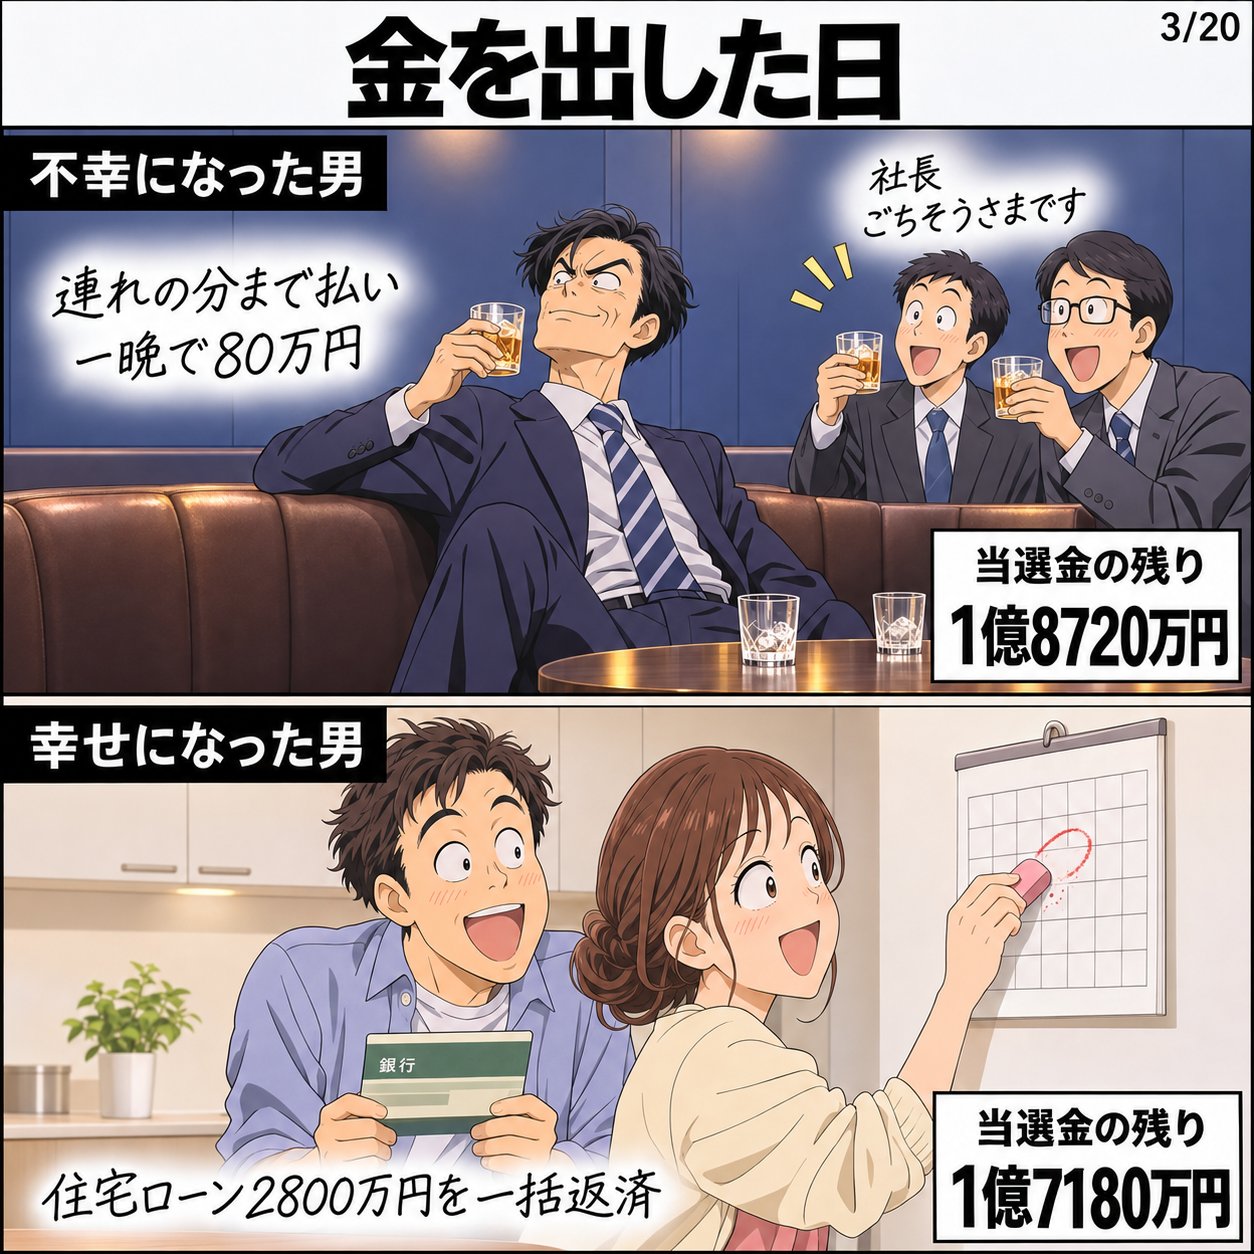 3/20
金を出した日
不幸になった男
連れの分まで払い
一晩で80万円
社長
ごちそうさまです
当選金の残り
1億8720万円
幸せになった男
銀行
住宅ローン2800万円を一括返済
当選金の残り
1億7180万円